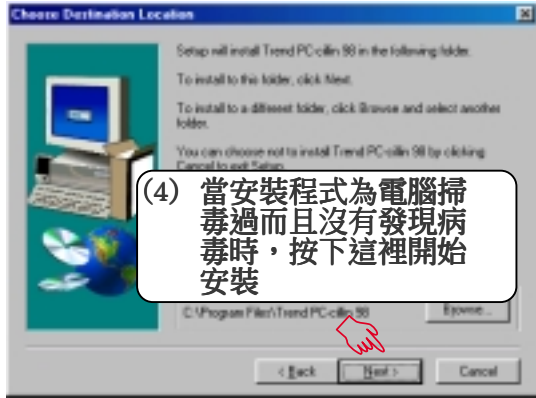 Choose Destination Location
Setup will install Trend PC-cillin 98 in the following folder.
To install to this folder, click Next.
To install to a different folder, click Browse and select another
folder.
You can choose not to install Trend PC-cillin 98 by clicking
Cancel to exit Setup.
(4) 當安裝程式為電腦掃
毒過而且沒有發現病
毒時，按下這裡開始
安裝
C:\Program Files\Trend PC-cillin 98
Browse...
< Back
Next >
Cancel